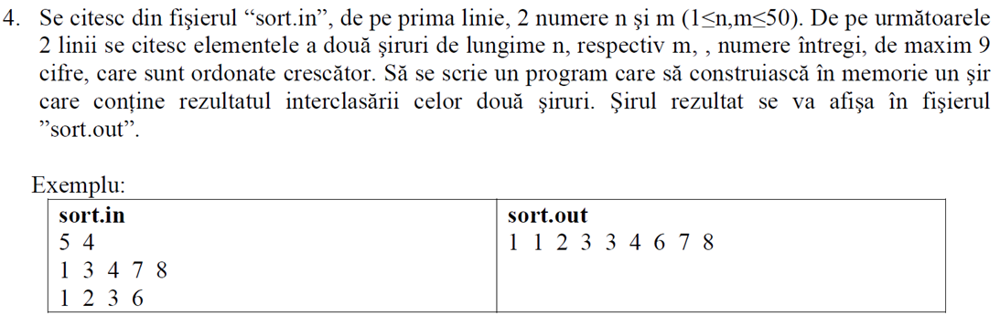 4. Se citesc din fişierul “sort.in”, de pe prima linie, 2 numere n şi m (1≤n,m≤50). De pe următoarele
2 linii se citesc elementele a două şiruri de lungime n, respectiv m, , numere întregi, de maxim 9
cifre, care sunt ordonate crescător. Să se scrie un program care să construiască în memorie un şir
care conţine rezultatul interclasării celor două şiruri. Şirul rezultat se va afişa în fişierul
”sort.out”.
Exemplu:
sort.in
5 4
1 3 4 7 8
1 2 3 6
sort.out
1 1 2 3 3 4 6 7 8